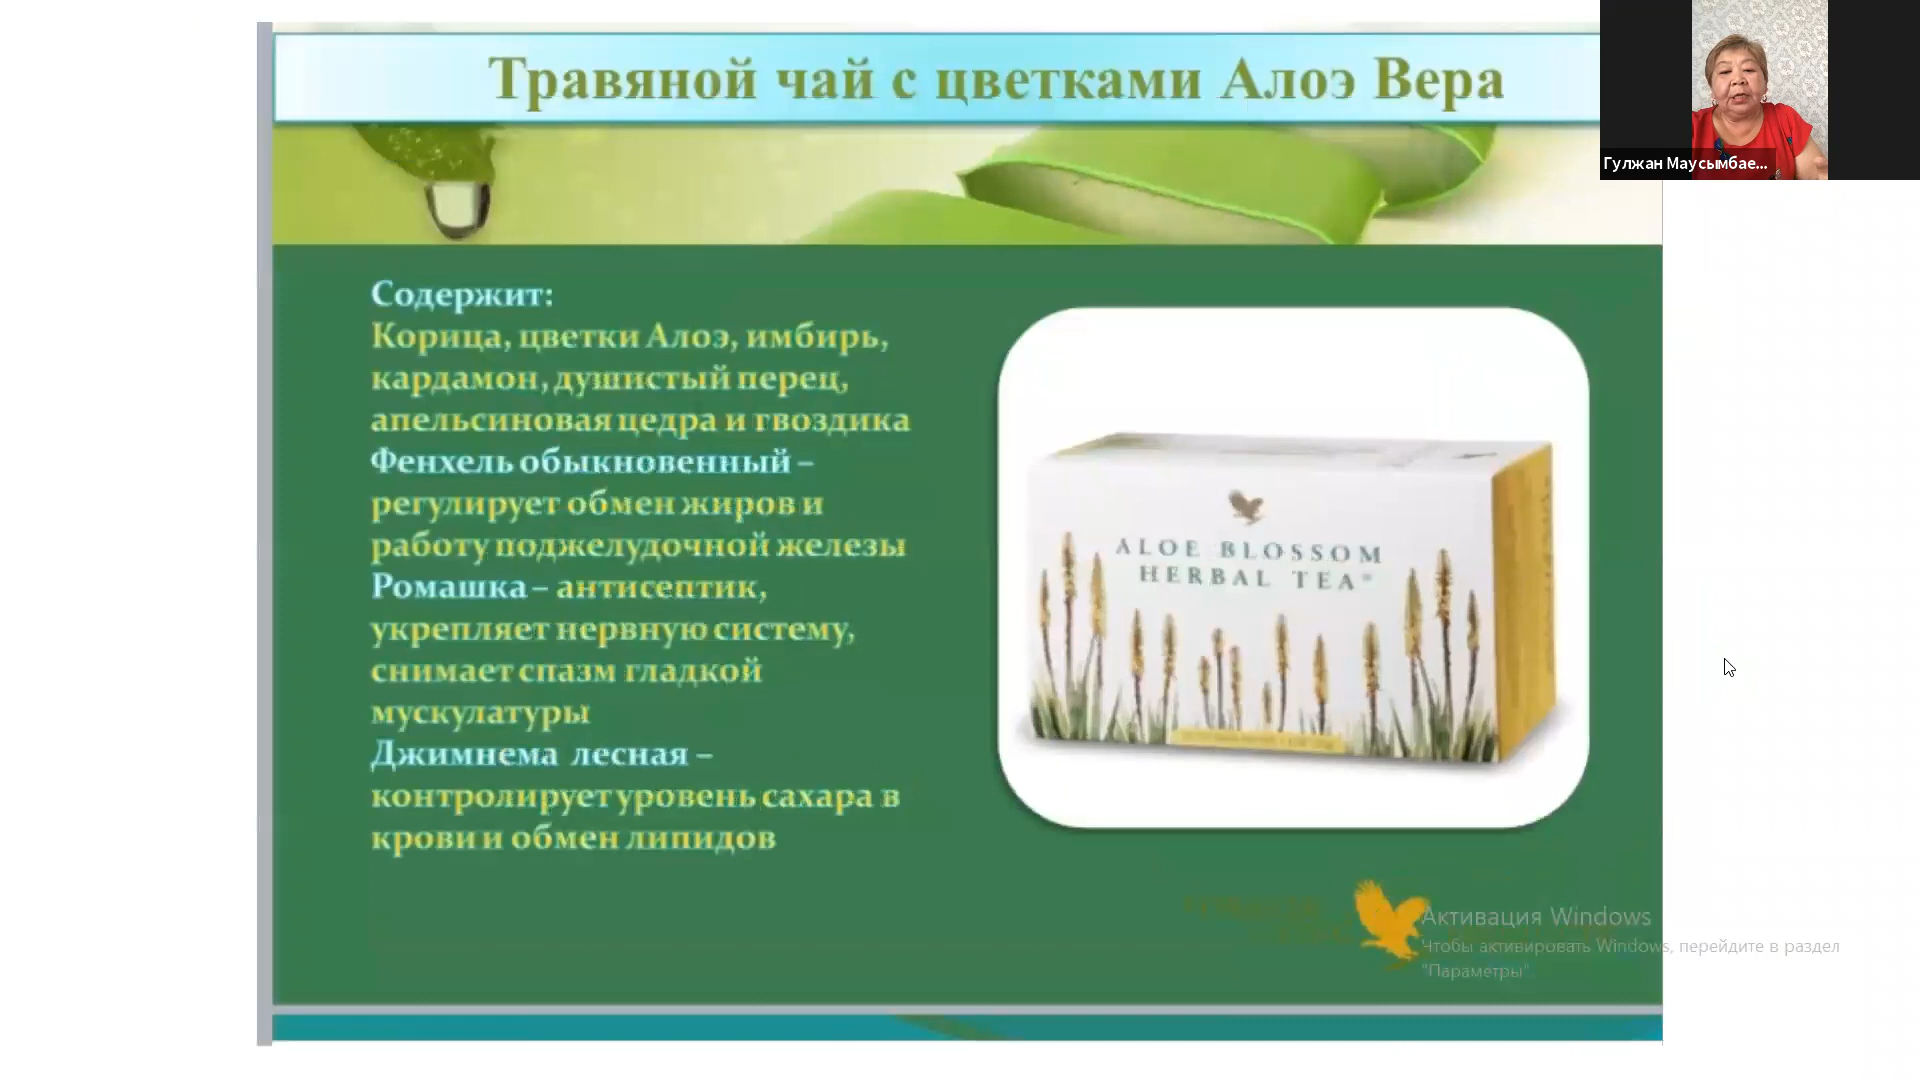 Травяной чай с цветками Алоэ Вера
Гулжан Маусымбае...
Содержит:
Корица, цветки Алоэ, имбирь,
кардамон, душистый перец,
апельсиновая цедра и гвоздика
Фенхель обыкновенный –
регулирует обмен жиров и
работу поджелудочной железы
Ромашка – антисептик,
укрепляет нервную систему,
снимает спазм гладкой
мускулатуры
Джимнема лесная –
контролирует уровень сахара в
крови и обмен липидов
ALOE BLOSSOM
HERBAL TEA®
Активация Windows
Чтобы активировать Windows, перейдите в раздел
"Параметры".